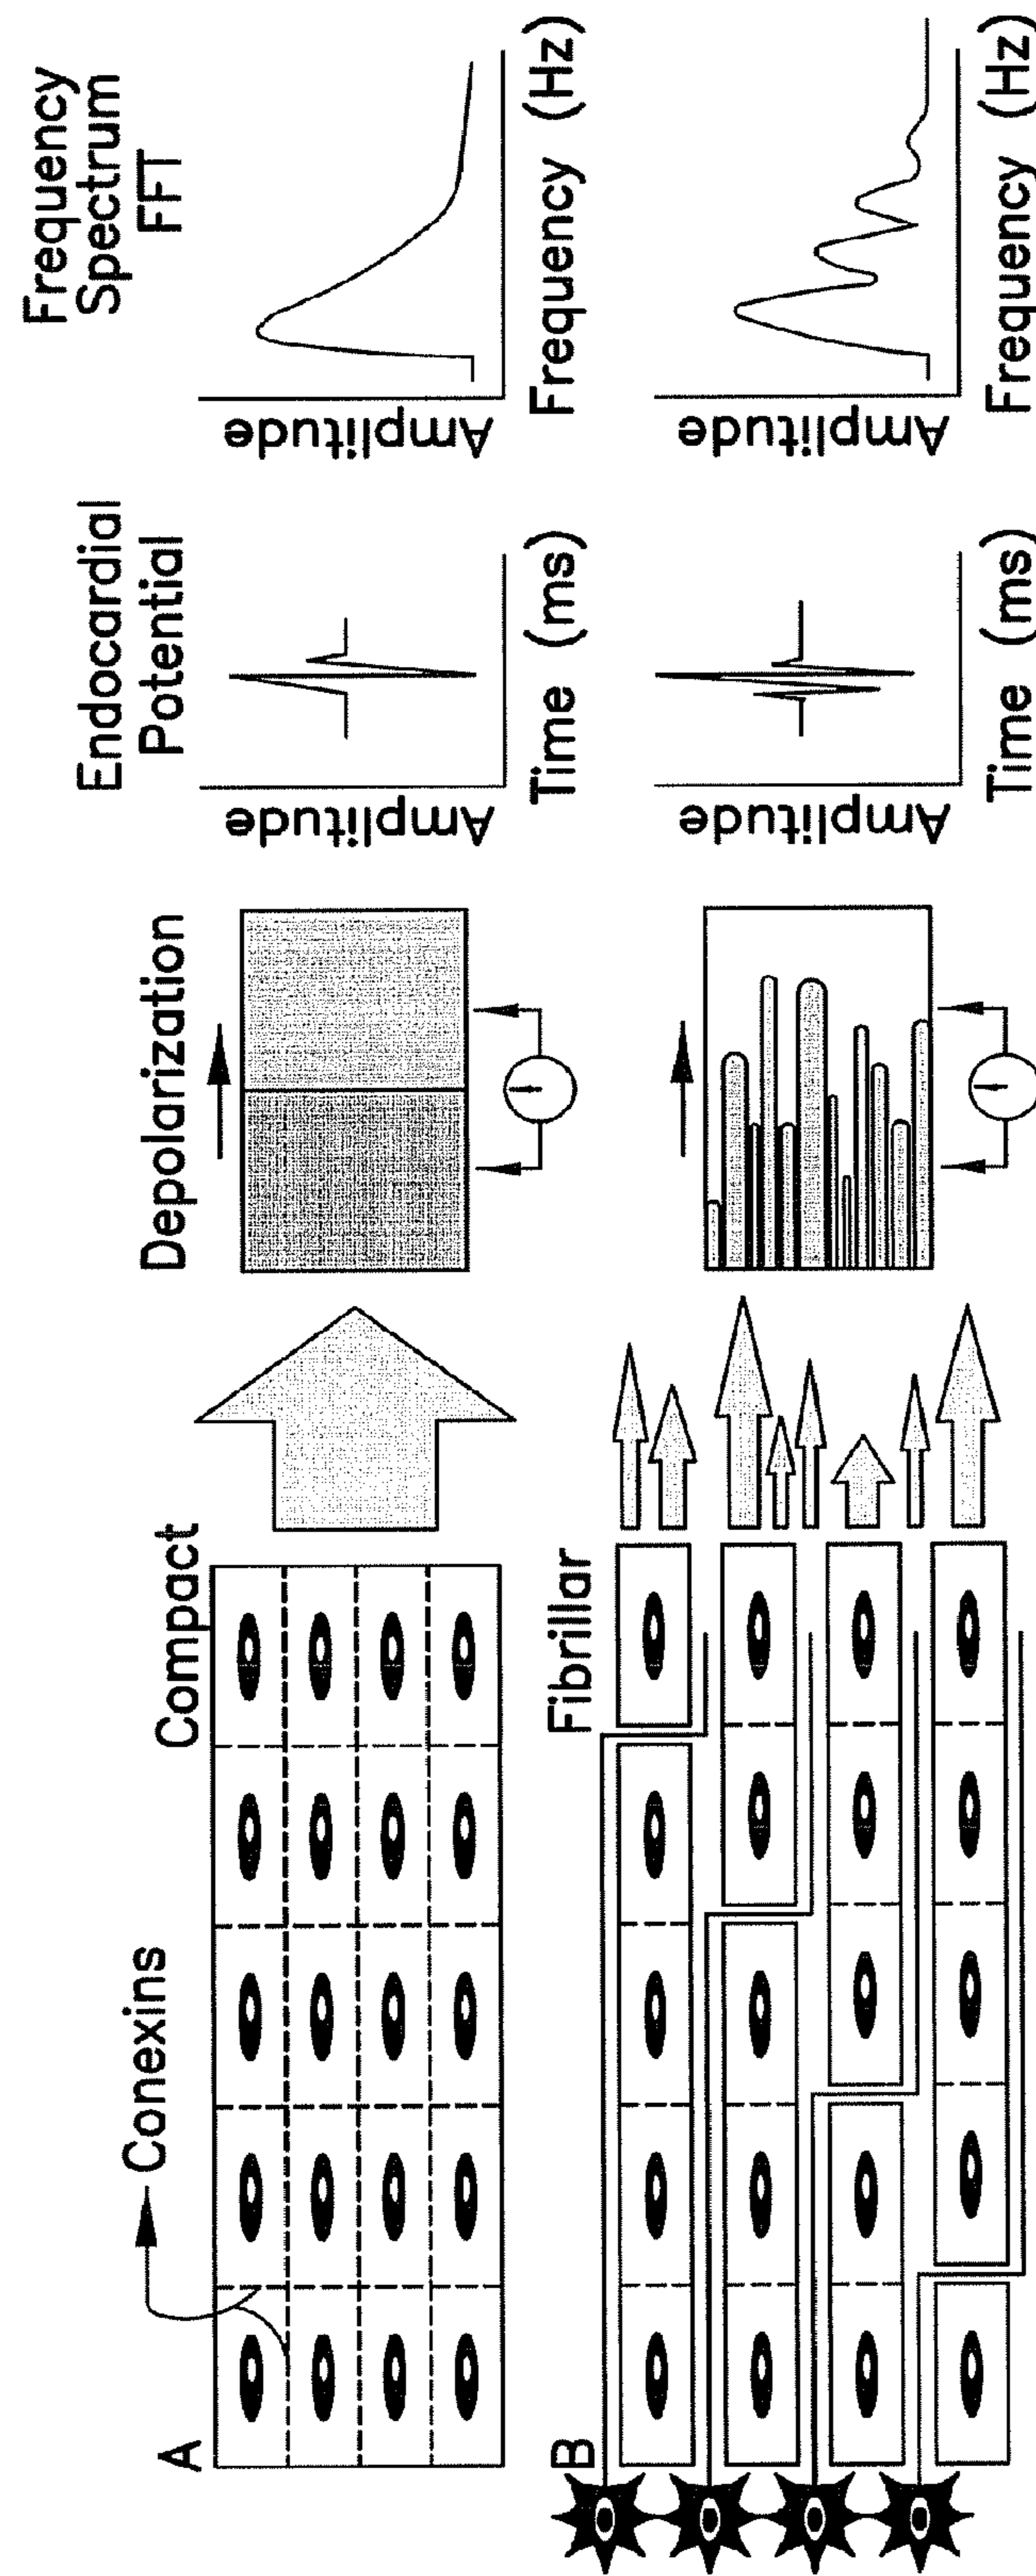 A
Conexins
Compact
Depolarization
Endocardial
Potential
Amplitude
Time (ms)
Frequency
Spectrum
FFT
Amplitude
Frequency (Hz)
B
Fibrillar
Amplitude
Time (ms)
Amplitude
Frequency (Hz)